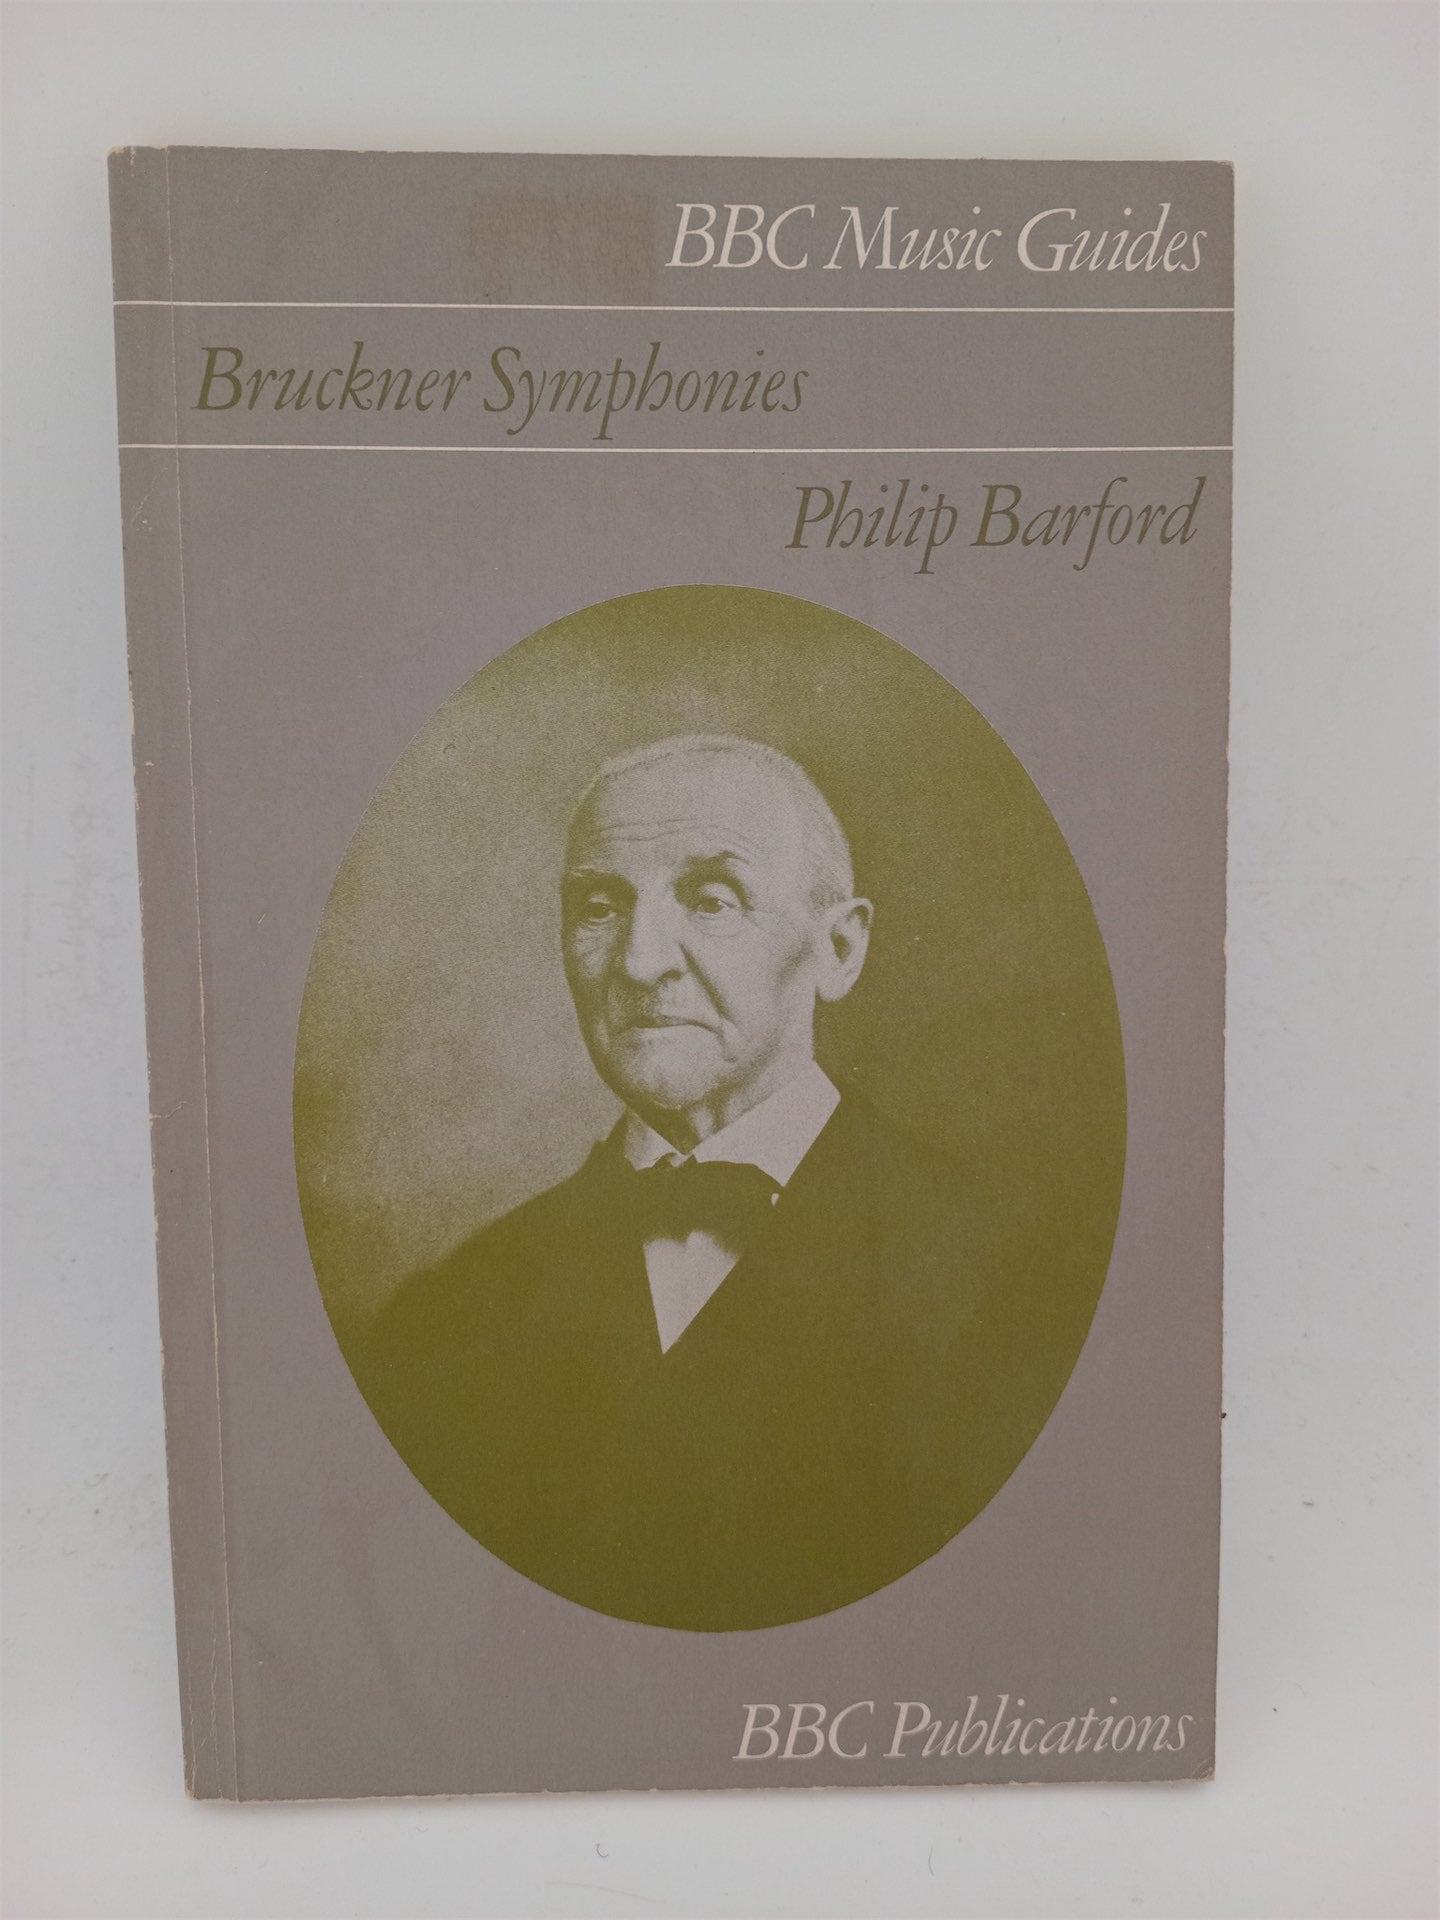 BBC Music Guides
Bruckner Symphonies
Philip Barford
BBC Publications